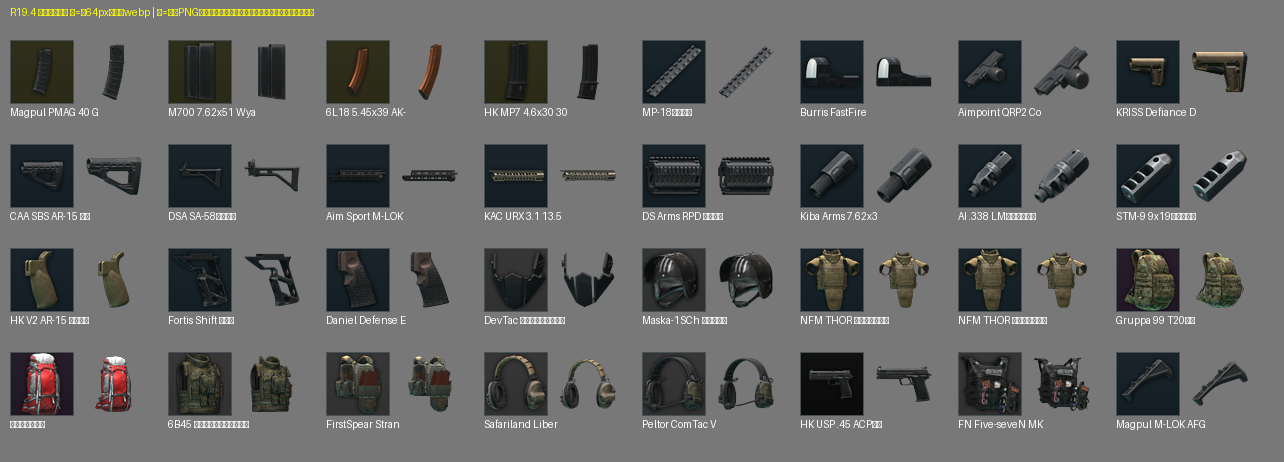 R19.4 =64px webp | =PNG
Magpul PMAG 40 G
M700 7.62x51 Wya
6L18 5.45x39 AK-
HK MP7 4.6x30 30
MP-18
Burris FastFire
Aimpoint QRP2 Co
KRISS Defiance D
CAA SBS AR-15
DSA SA-58
Aim Sport M-LOK
KAC URX 3.1 13.5
DS Arms RPD
Kiba Arms 7.62x3
AI .338 LM
STM-9 9x19
HK V2 AR-15
Fortis Shift
Daniel Defense E
DevTac
Maska-1SCh
NFM THOR
NFM THOR
Gruppa 99 T20
6B45
FirstSpear Stran
Safariland Liber
Peltor ComTac V
HK USP .45 ACP
FN Five-seveN MK
Magpul M-LOK AFG